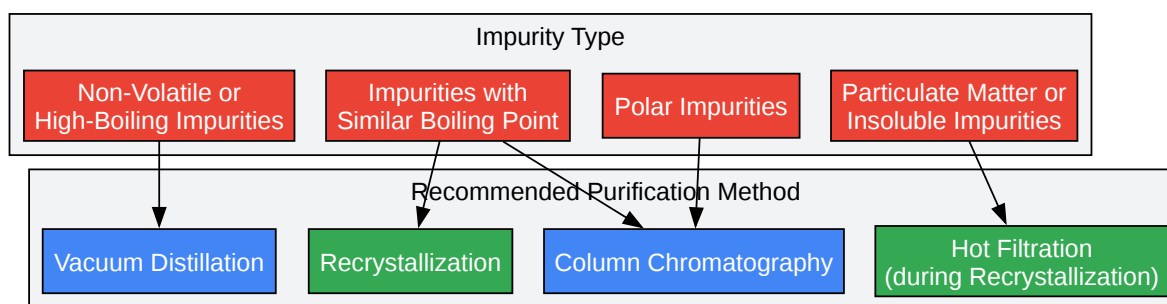 Impurity Type
Non-Volatile or
High-Boiling Impurities
Impurities with
Similar Boiling Point
Polar Impurities
Particulate Matter or
Insoluble Impurities
Recommended Purification Method
Vacuum Distillation
Recrystallization
Column Chromatography
Hot Filtration
(during Recrystallization)